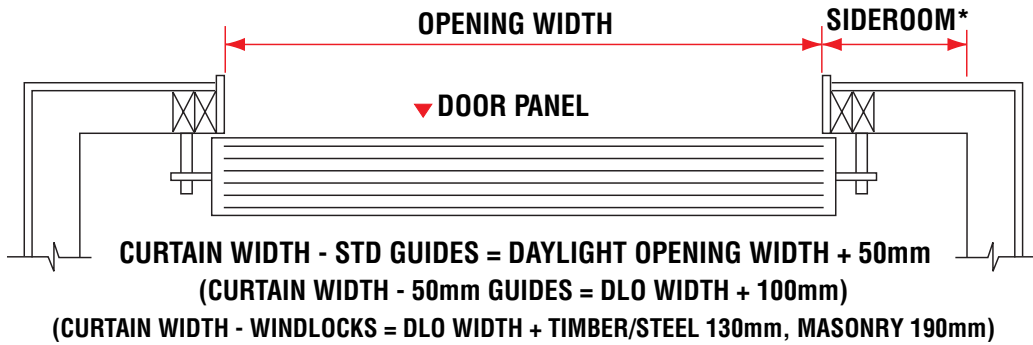 OPENING WIDTH SIDEROOM*
DOOR PANEL
CURTAIN WIDTH - STD GUIDES = DAYLIGHT OPENING WIDTH + 50mm
(CURTAIN WIDTH - 50mm GUIDES = DLO WIDTH + 100mm)
(CURTAIN WIDTH - WINDLOCKS = DLO WIDTH + TIMBER/STEEL 130mm, MASONRY 190mm)